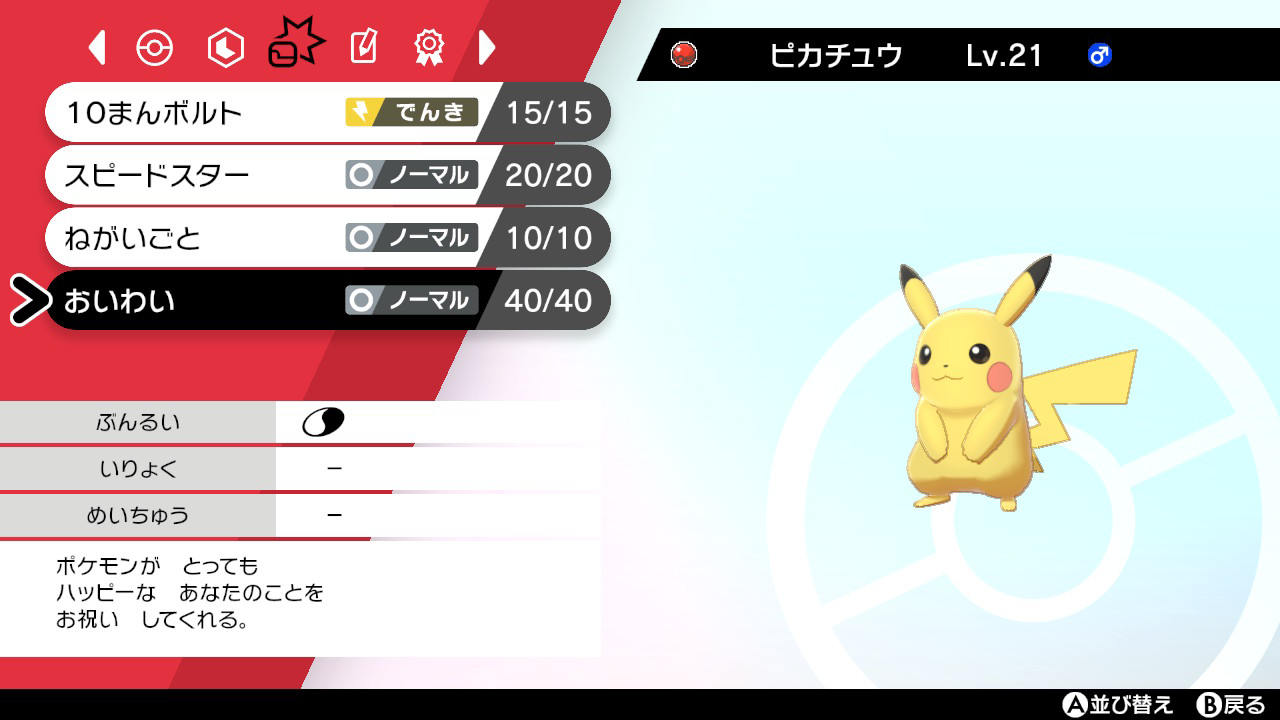 ピカチュウ Lv.21 ♂
10まんボルト でんき 15/15
スピードスター ノーマル 20/20
ねがいごと ノーマル 10/10
おいわい ノーマル 40/40
ぶんるい
いりょく －
めいちゅう －
ポケモンが　とっても
ハッピーな　あなたのことを
お祝い　してくれる。
A並び替え B戻る